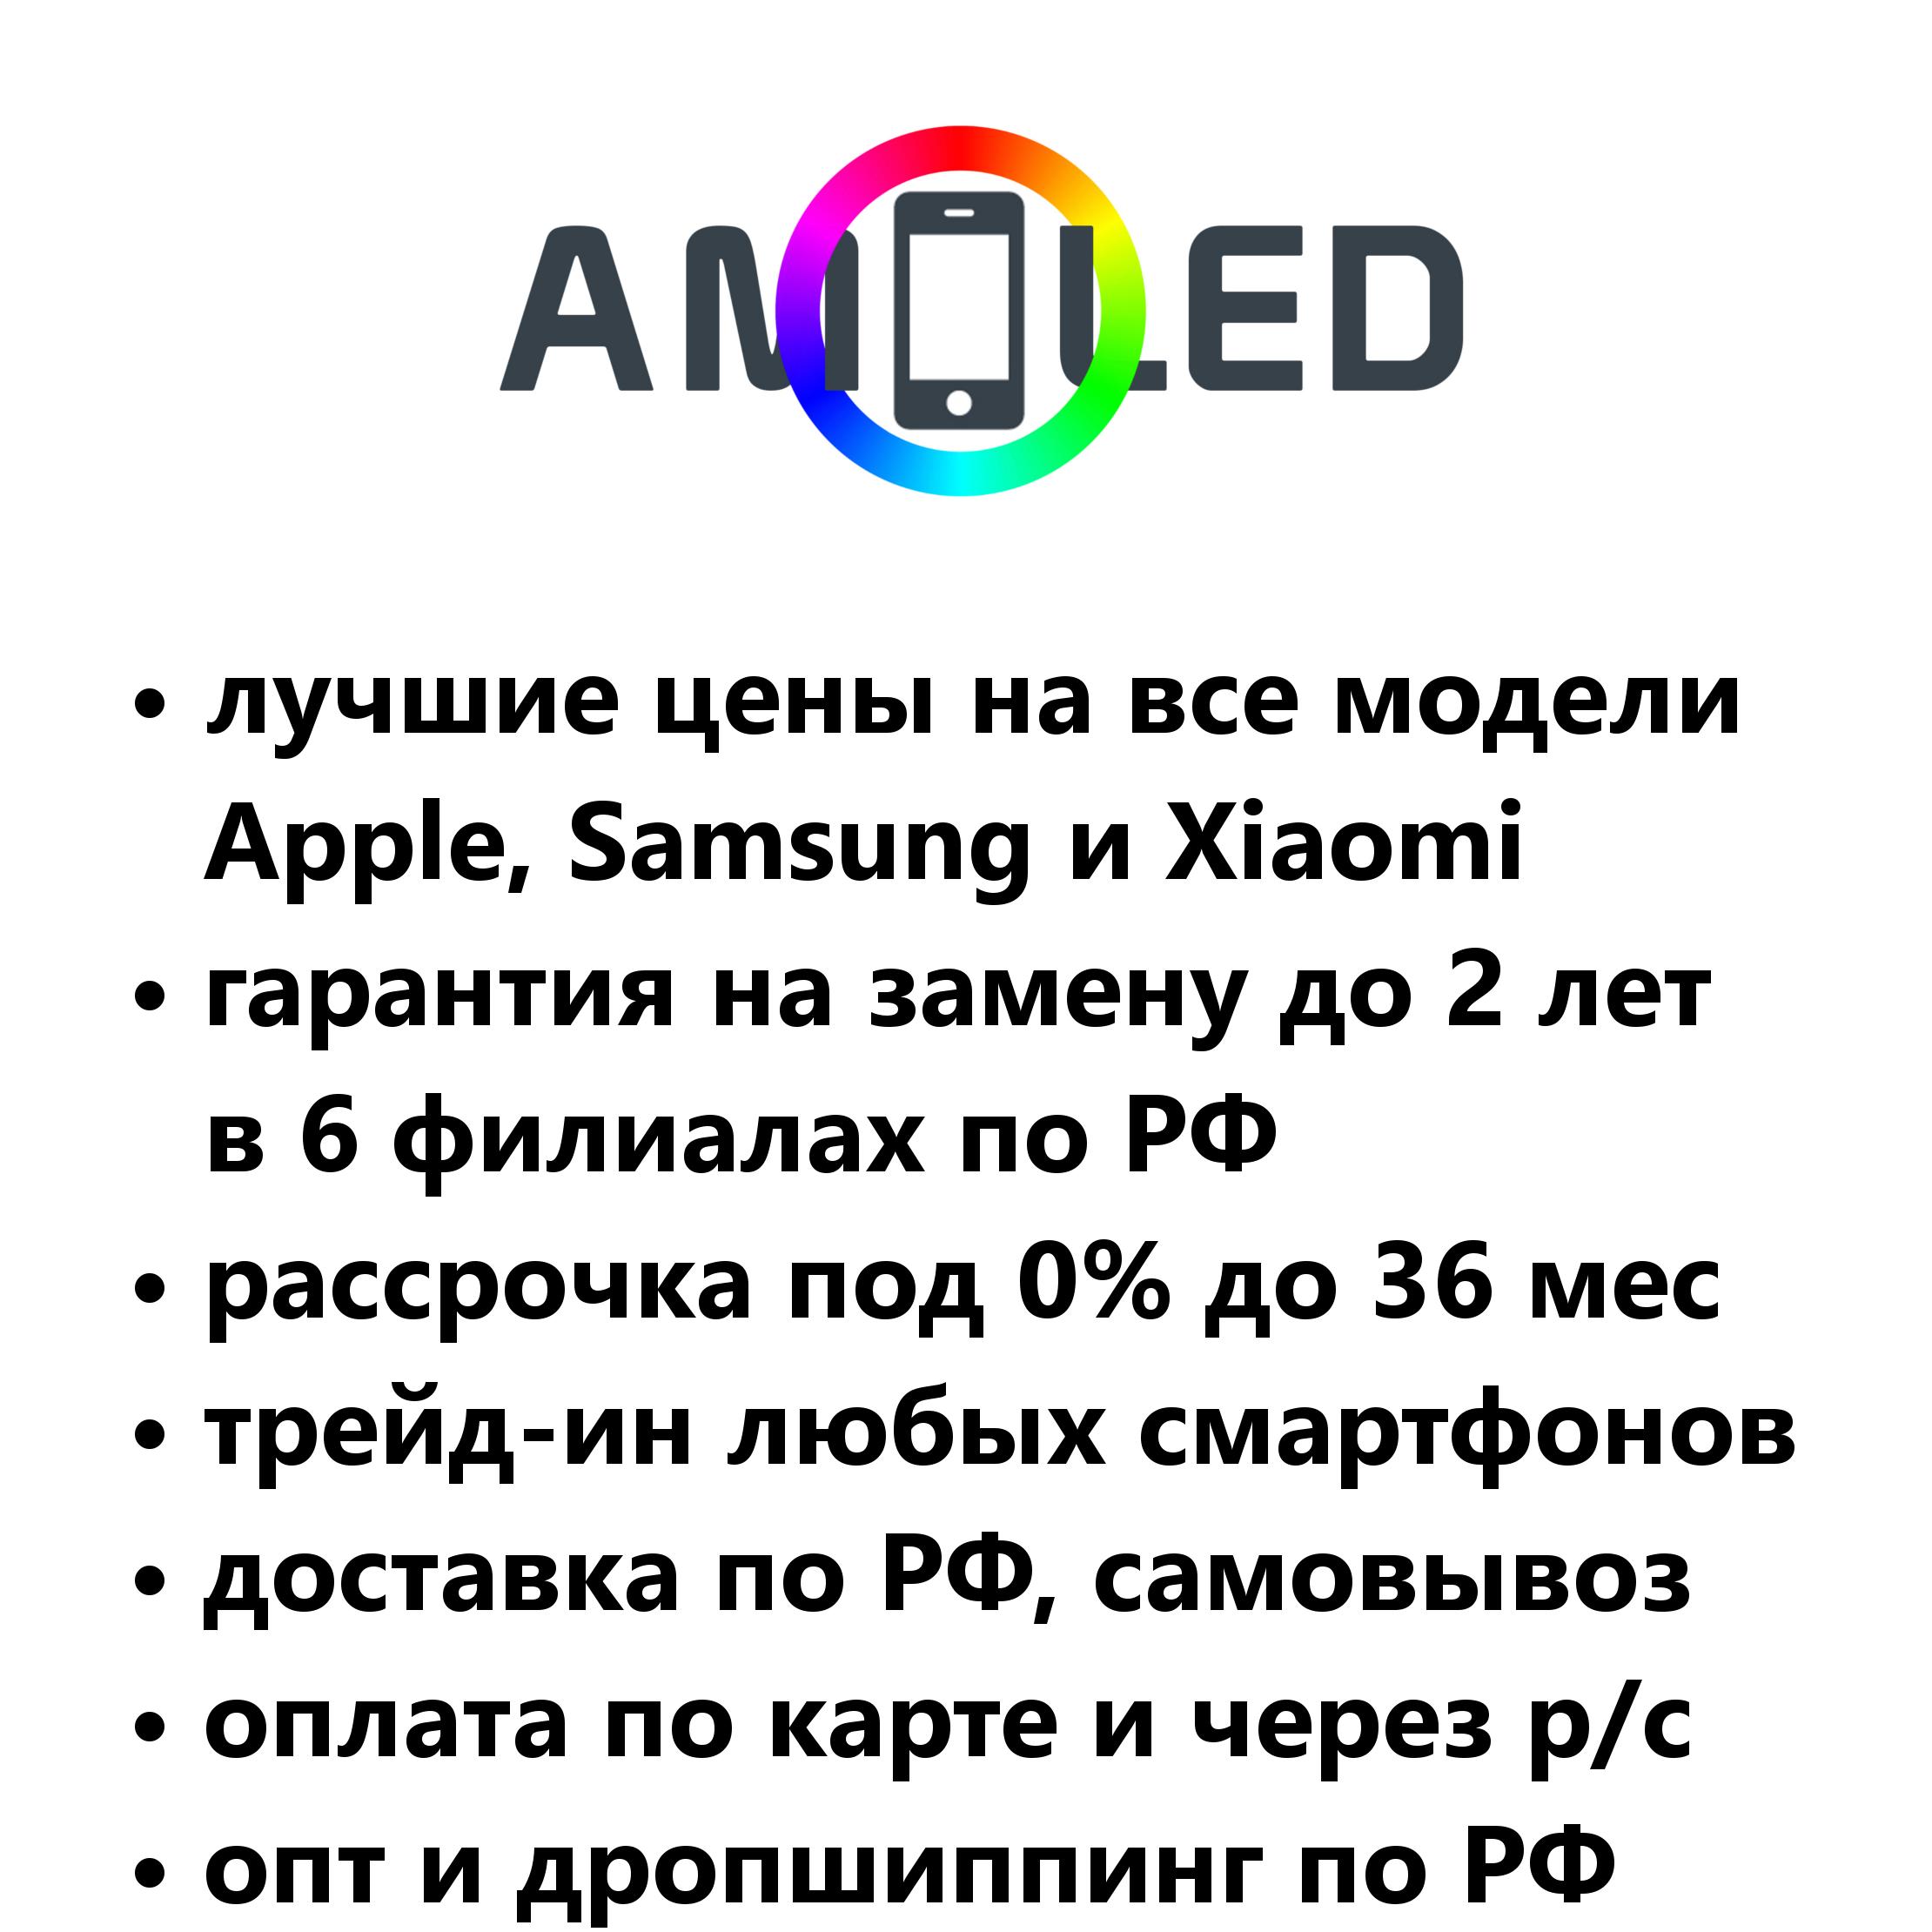 AMOLED
• лучшие цены на все модели
Apple, Samsung и Xiaomi
• гарантия на замену до 2 лет
в 6 филиалах по РФ
• рассрочка под 0% до 36 мес
• трейд-ин любых смартфонов
• доставка по РФ, самовывоз
• оплата по карте и через р/с
• опт и дропшиппинг по РФ